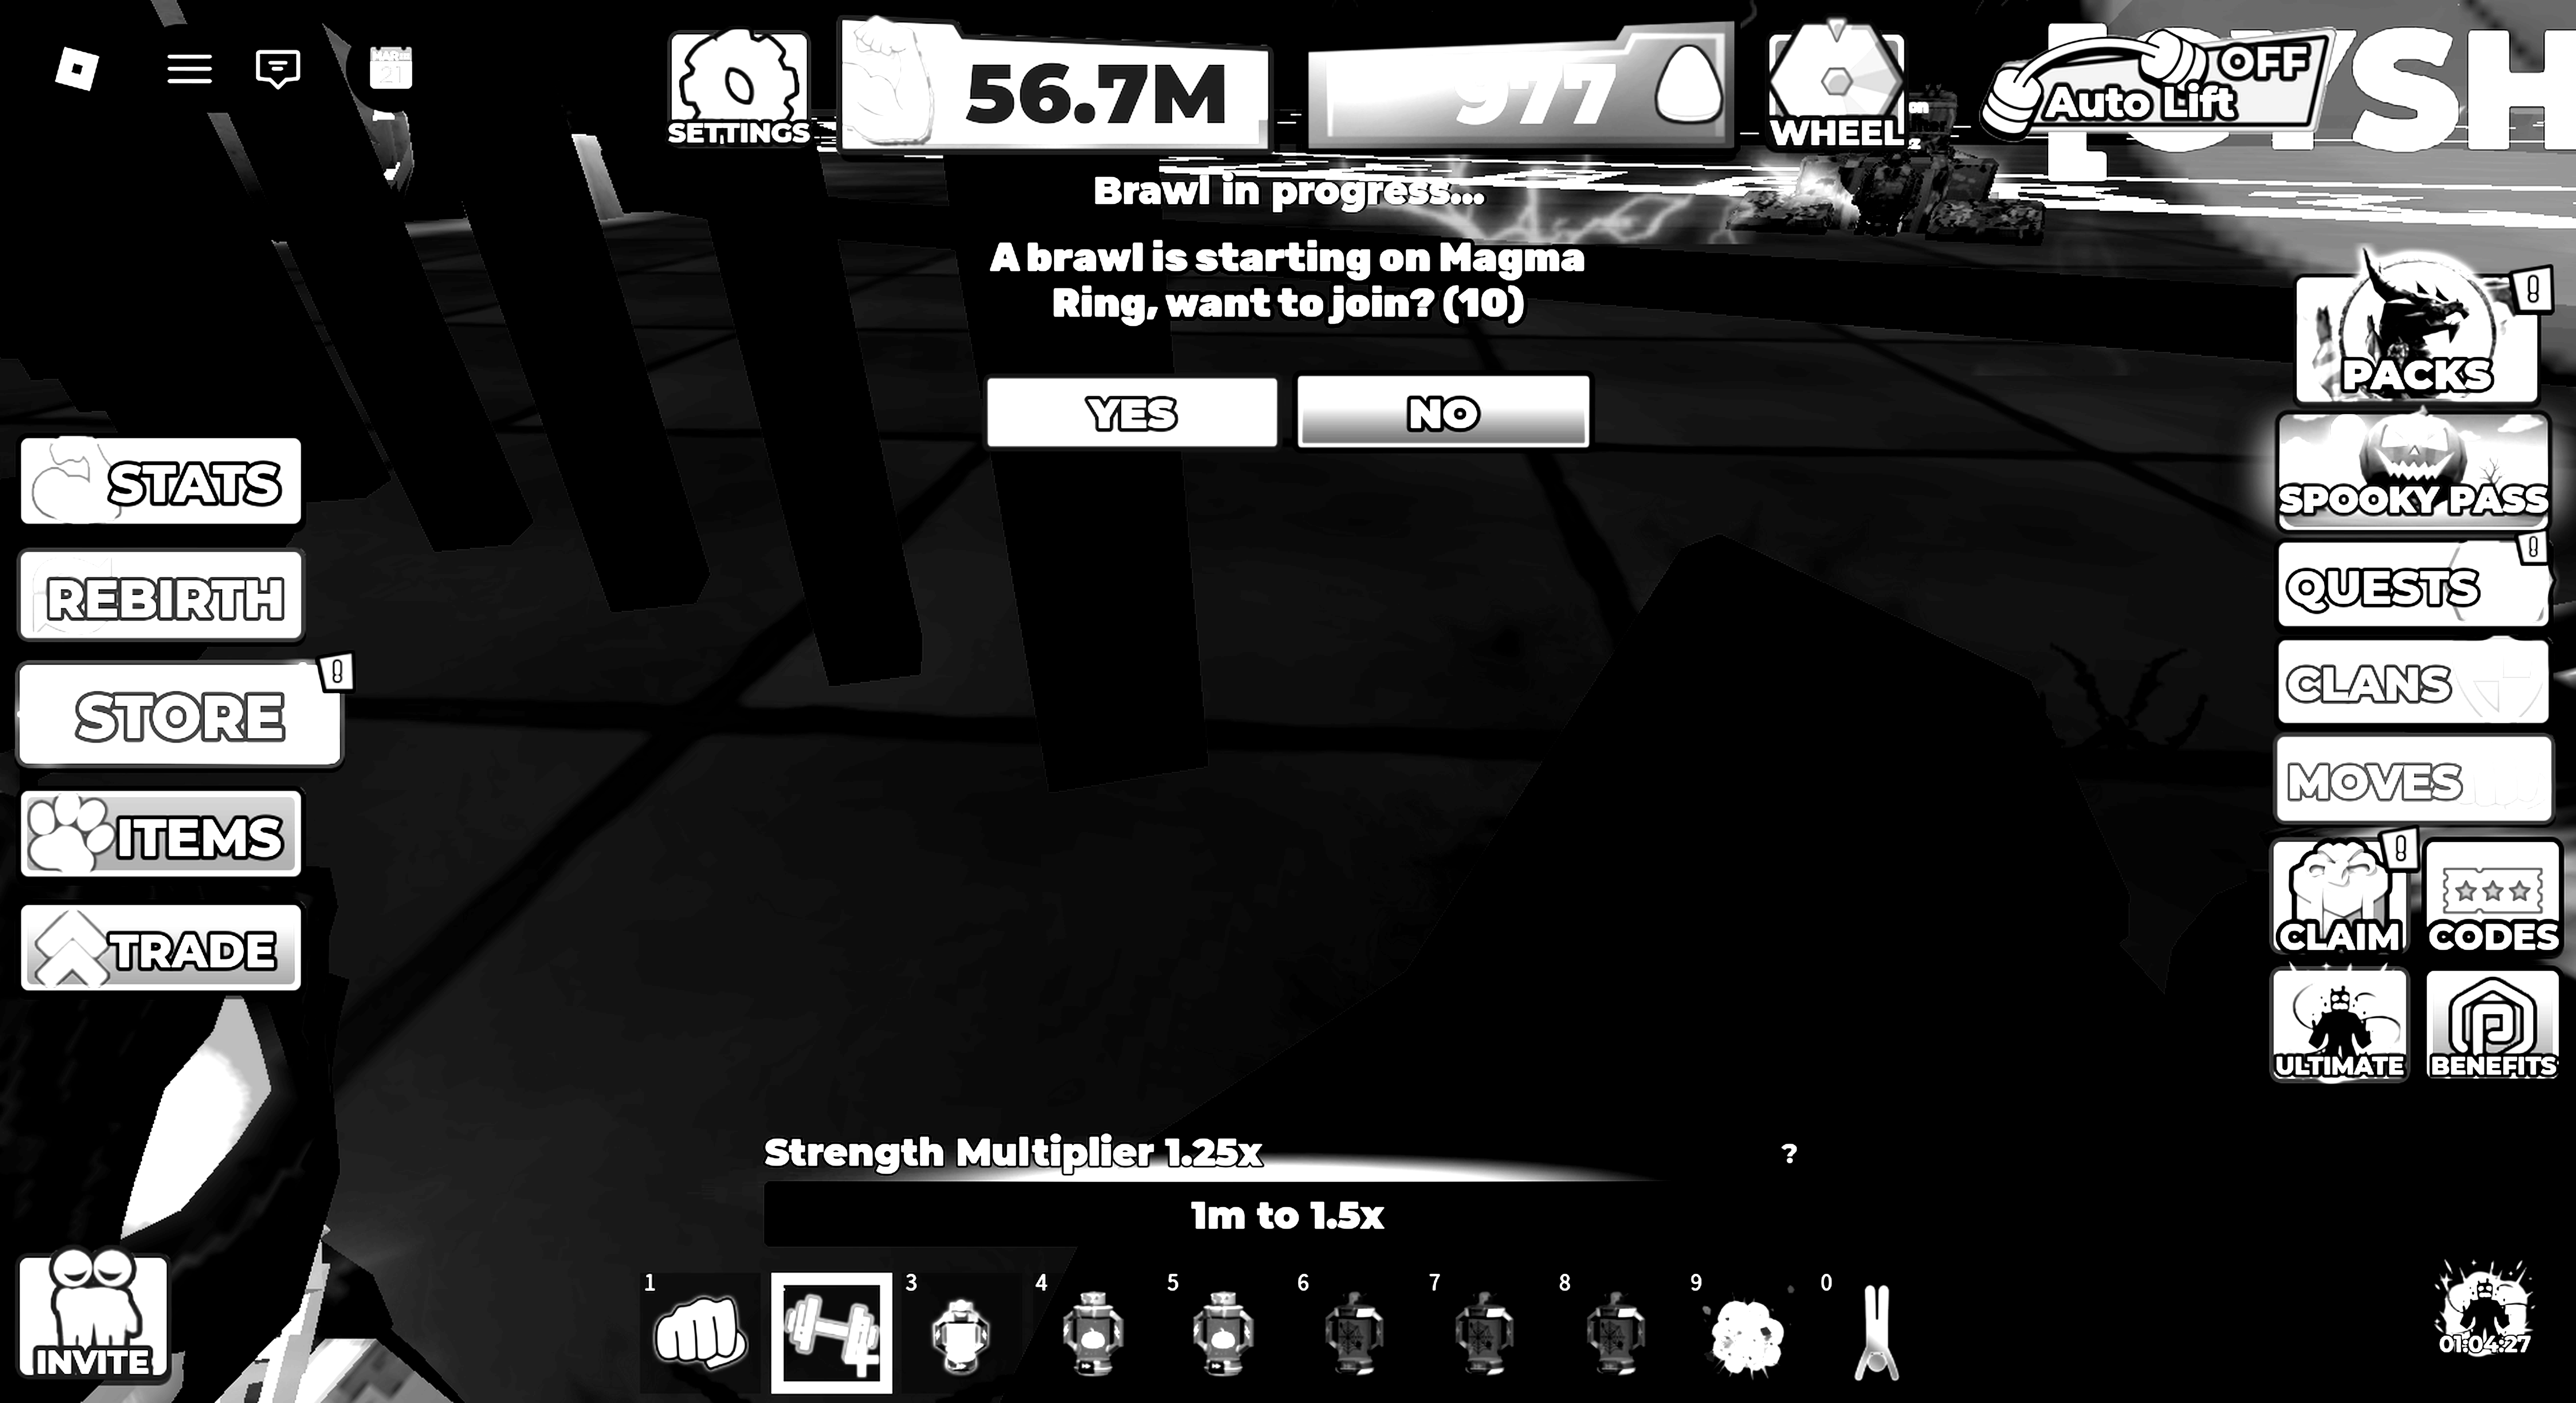 MARCH
21
SETTINGS
56.7M
977
WHEEL
OFF
Auto Lift
Brawl in progress...
A brawl is starting on Magma
Ring, want to join? (10)
YES
NO
STATS
REBIRTH
STORE
!
ITEMS
TRADE
INVITE
PACKS
!
SPOOKY PASS
QUESTS
!
CLANS
MOVES
CLAIM
!
CODES
ULTIMATE
BENEFITS
Strength Multiplier 1.25x
?
1m to 1.5x
1
3
4
5
6
7
8
9
0
01:04:27